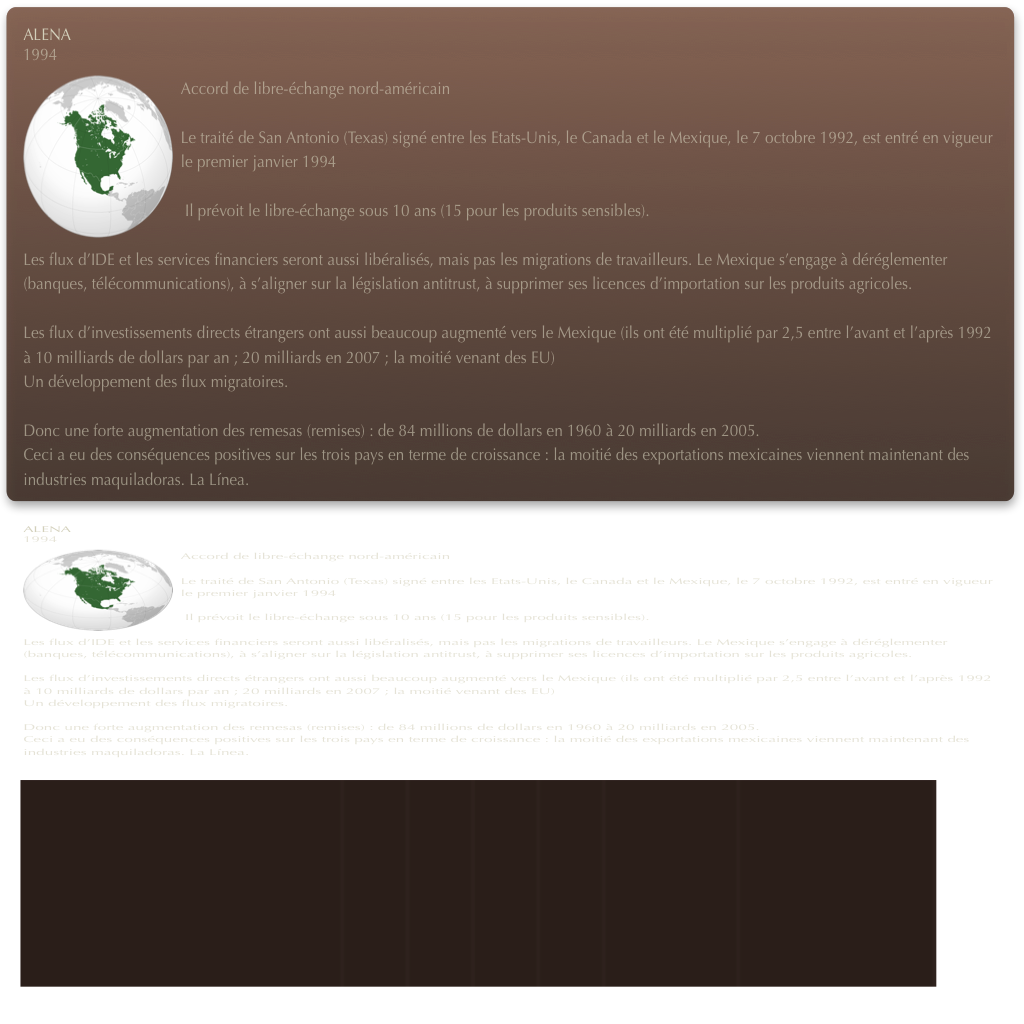 ALENA
1994
Accord de libre-échange nord-américain
Le traité de San Antonio (Texas) signé entre les Etats-Unis, le Canada et le Mexique, le 7 octobre 1992, est entré en vigueur
le premier janvier 1994
Il prévoit le libre-échange sous 10 ans (15 pour les produits sensibles).
Les flux d’IDE et les services financiers seront aussi libéralisés, mais pas les migrations de travailleurs. Le Mexique s’engage à déréglementer
(banques, télécommunications), à s’aligner sur la législation antitrust, à supprimer ses licences d’importation sur les produits agricoles.
Les flux d’investissements directs étrangers ont aussi beaucoup augmenté vers le Mexique (ils ont été multiplié par 2,5 entre l’avant et l’après 1992
à 10 milliards de dollars par an ; 20 milliards en 2007 ; la moitié venant des EU)
Un développement des flux migratoires.
Donc une forte augmentation des remesas (remises) : de 84 millions de dollars en 1960 à 20 milliards en 2005.
Ceci a eu des conséquences positives sur les trois pays en terme de croissance : la moitié des exportations mexicaines viennent maintenant des
industries maquiladoras. La Línea.
ALENA
1994
Accord de libre-échange nord-américain
Le traité de San Antonio (Texas) signé entre les Etats-Unis, le Canada et le Mexique, le 7 octobre 1992, est entré en vigueur
le premier janvier 1994
Il prévoit le libre-échange sous 10 ans (15 pour les produits sensibles).
Les flux d’IDE et les services financiers seront aussi libéralisés, mais pas les migrations de travailleurs. Le Mexique s’engage à déréglementer
(banques, télécommunications), à s’aligner sur la législation antitrust, à supprimer ses licences d’importation sur les produits agricoles.
Les flux d’investissements directs étrangers ont aussi beaucoup augmenté vers le Mexique (ils ont été multiplié par 2,5 entre l’avant et l’après 1992
à 10 milliards de dollars par an ; 20 milliards en 2007 ; la moitié venant des EU)
Un développement des flux migratoires.
Donc une forte augmentation des remesas (remises) : de 84 millions de dollars en 1960 à 20 milliards en 2005.
Ceci a eu des conséquences positives sur les trois pays en terme de croissance : la moitié des exportations mexicaines viennent maintenant des
industries maquiladoras. La Línea.